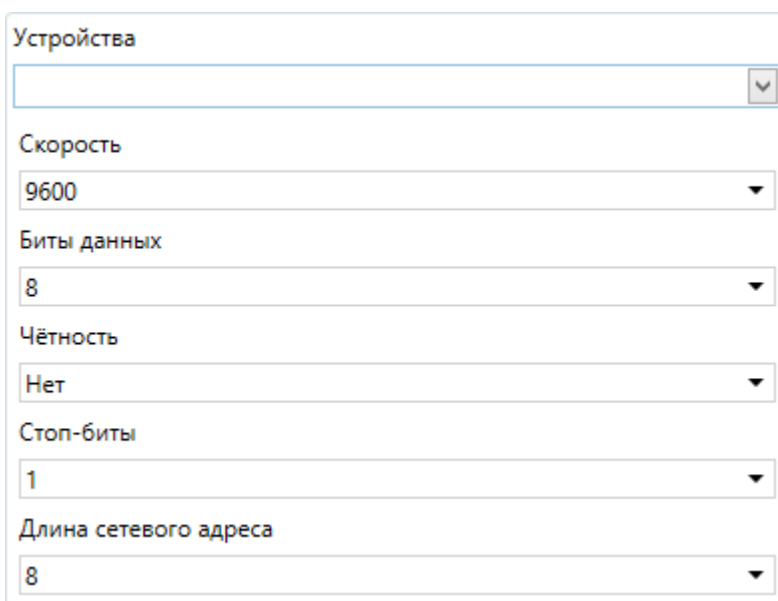 Устройства
Скорость
9600
Биты данных
8
Чётность
Нет
Стоп-биты
1
Длина сетевого адреса
8